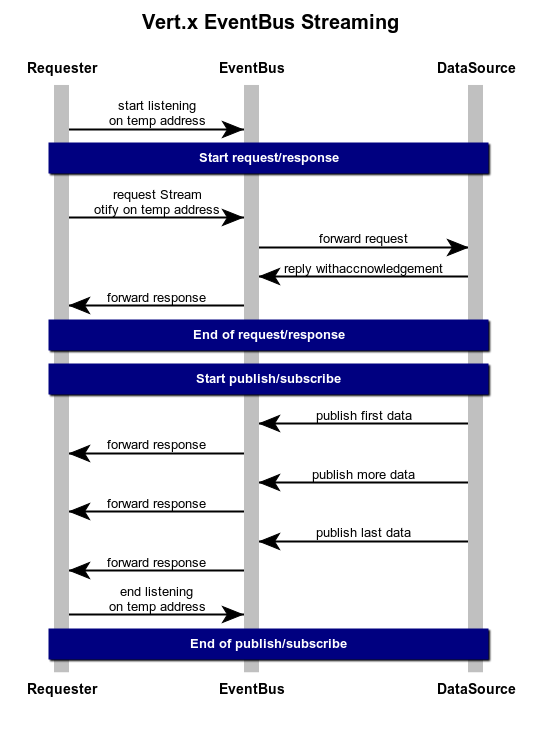 Vert.x EventBus Streaming
Requester EventBus DataSource
start listening
on temp address
Start request/response
request Stream
otify on temp address
forward request
reply withaccnowledgement
forward response
End of request/response
Start publish/subscribe
publish first data
forward response
publish more data
forward response
publish last data
forward response
end listening
on temp address
End of publish/subscribe
Requester EventBus DataSource